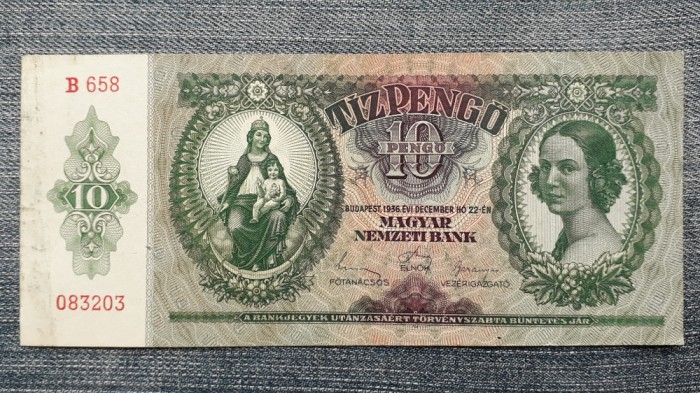 B 658
TÍZ PENGŐ
10
PENGŐ
10
BUDAPEST, 1936. ÉVI DECEMBER HÓ 22-ÉN
MAGYAR
NEMZETI BANK
ELNÖK
FŐTANÁCSOS
VEZÉRIGAZGATÓ
083203
A BANKJEGYEK UTÁNZÁSÁÉRT TÖRVÉNYSZABTA BÜNTETÉS JÁR